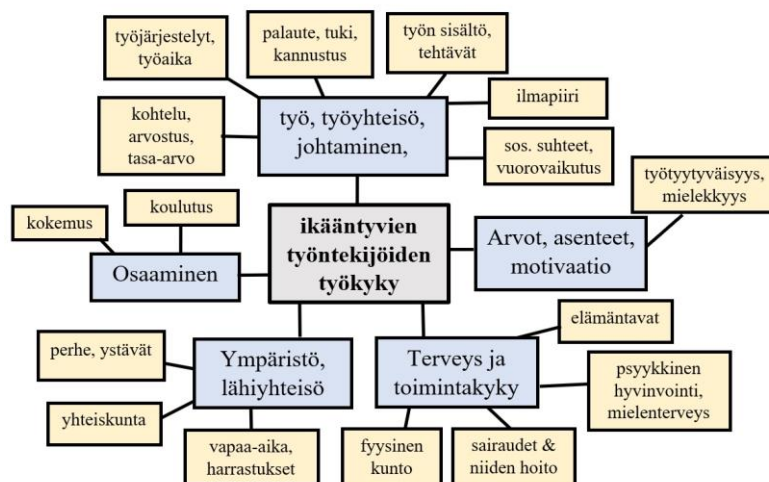 työjärjestelyt,
työaika
palaute, tuki,
kannustus
työn sisältö,
tehtävät
ilmapiiri
kohtelu,
arvostus,
tasa-arvo
työ, työyhteisö,
johtaminen,
sos. suhteet,
vuorovaikutus
työtyytyväisyys,
mielekkyys
kokemus
koulutus
Osaaminen
ikääntyvien
työntekijöiden
työkyky
Arvot, asenteet,
motivaatio
perhe, ystävät
yhteiskunta
Ympäristö,
lähiyhteisö
vapaa-aika,
harrastukset
Terveys ja
toimintakyky
elämäntavat
psyykkinen
hyvinvointi,
mielenterveys
fyysinen
kunto
sairaudet &
niiden hoito